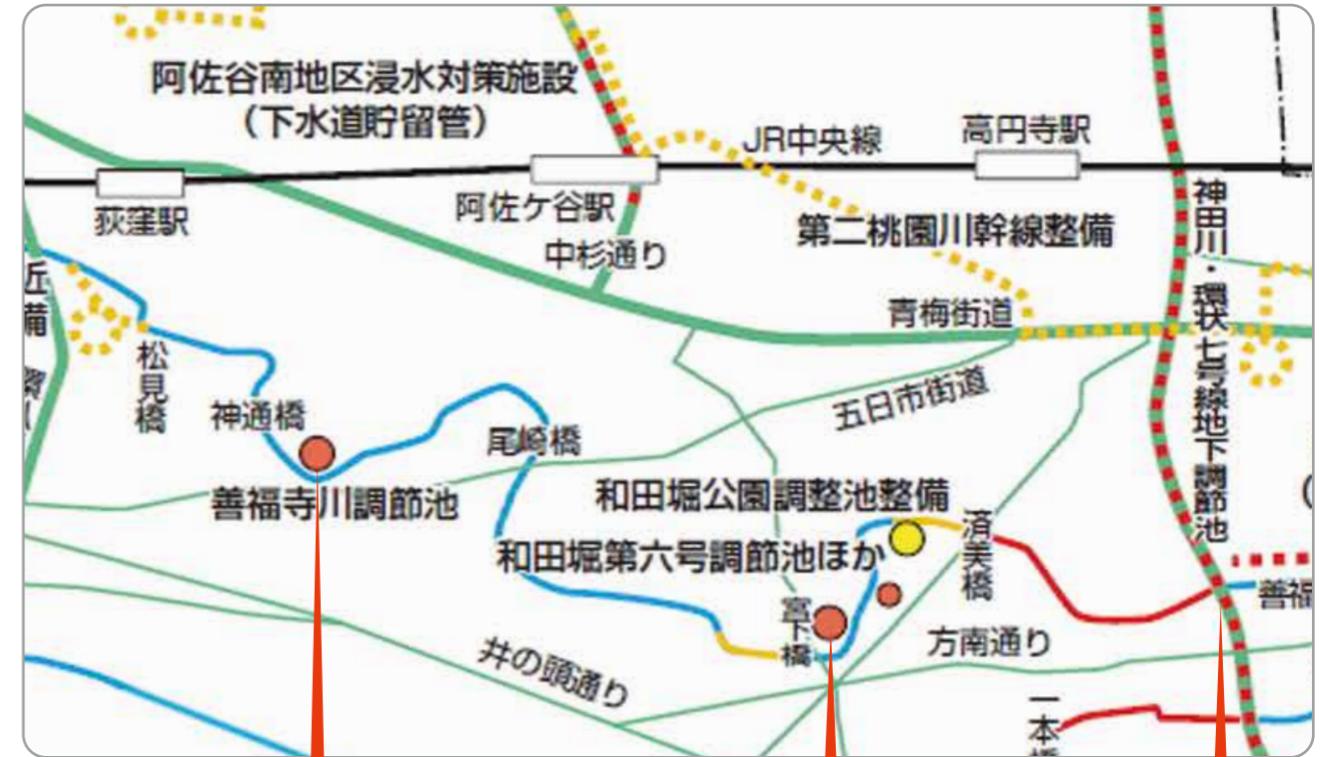 阿佐谷南地区浸水対策施設
（下水道貯留管）
JR中央線
高円寺駅
荻窪駅
阿佐ケ谷駅
中杉通り
第二桃園川幹線整備
神田川・環状七号線地下調節池
青梅街道
近
備
松見橋
神通橋
五日市街道
尾崎橋
善福寺川調節池
和田堀公園調整池整備
和田堀第六号調節池ほか
済美橋
宮下橋
善福
方南通り
井の頭通り
一本橋
（